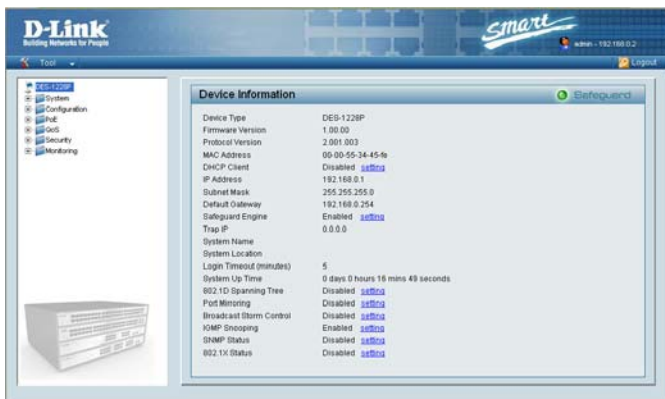 D-Link
Building Networks for People
smart
admin - 192.168.0.2
Tool
Logout
DES-1228P
System
Configuration
PoE
QoS
Security
Monitoring
Device Information
Safeguard
Device Type DES-1228P
Firmware Version 1.00.00
Protocol Version 2.001.003
MAC Address 00-00-55-34-45-fe
DHCP Client Disabled setting
IP Address 192.168.0.1
Subnet Mask 255.255.255.0
Default Gateway 192.168.0.254
Safeguard Engine Enabled setting
Trap IP 0.0.0.0
System Name
System Location
Login Timeout (minutes) 5
System Up Time 0 days 0 hours 16 mins 49 seconds
802.1D Spanning Tree Disabled setting
Port Mirroring Disabled setting
Broadcast Storm Control Disabled setting
IGMP Snooping Enabled setting
SNMP Status Disabled setting
802.1X Status Disabled setting